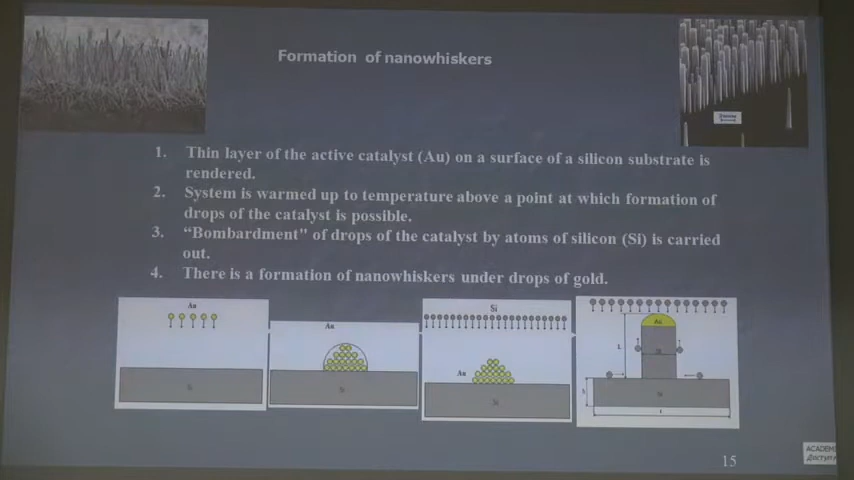 Formation of nanowhiskers
1. Thin layer of the active catalyst (Au) on a surface of a silicon substrate is
rendered.
2. System is warmed up to temperature above a point at which formation of
drops of the catalyst is possible.
3. “Bombardment" of drops of the catalyst by atoms of silicon (Si) is carried
out.
4. There is a formation of nanowhiskers under drops of gold.
Au
Au
Si
Au
Si
Au
L
Si
15
ACADEMI